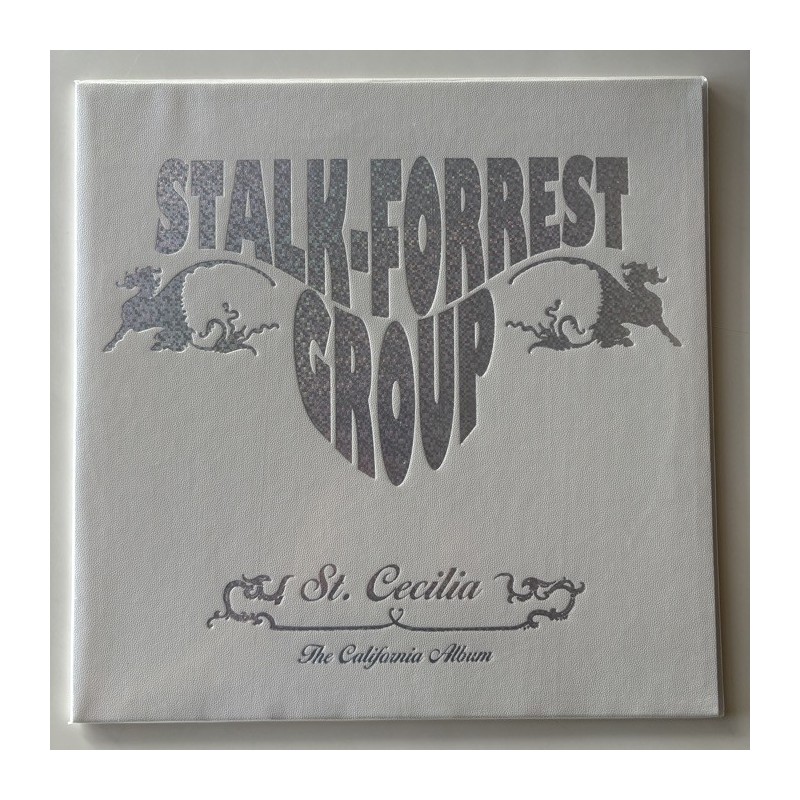 STALK-FORREST
GROUP
St. Cecilia
The California Album